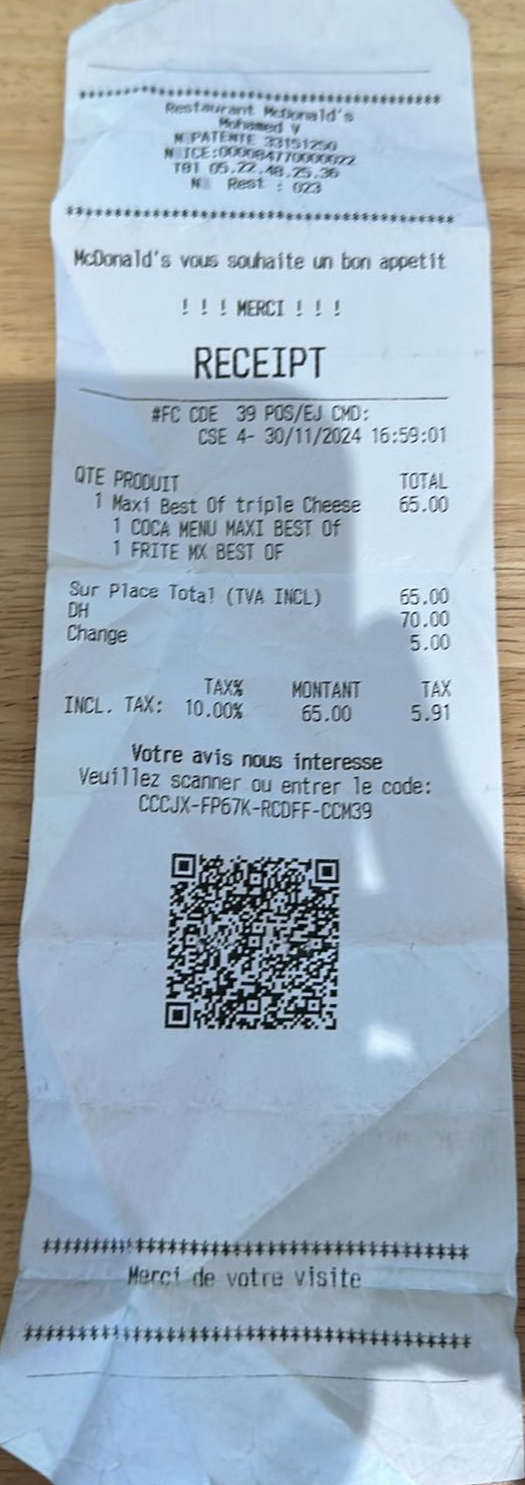 ****************************************
Restaurant McDonald's
Mohamed V
N PATENTE 33151250
N ICE:000084770000022
T81 05.22.48.25.36
N Rest : 023
****************************************
McDonald's vous souhaite un bon appetit
! ! ! MERCI ! ! !
RECEIPT
#FC CDE 39 POS/EJ CMD:
CSE 4- 30/11/2024 16:59:01
QTE PRODUIT TOTAL
1 Maxi Best Of triple Cheese 65.00
1 COCA MENU MAXI BEST Of
1 FRITE MX BEST OF
Sur Place Total (TVA INCL) 65.00
DH 70.00
Change 5.00
TAX% MONTANT TAX
INCL. TAX: 10.00% 65.00 5.91
Votre avis nous interesse
Veuillez scanner ou entrer le code:
CCCJX-FP67K-RCDFF-CCM39
****************************************
Merci de votre visite
****************************************